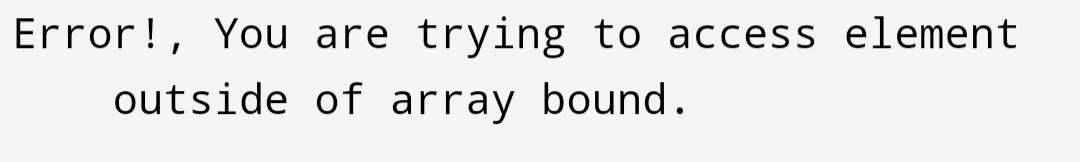 Error!, You are trying to access element
outside of array bound.